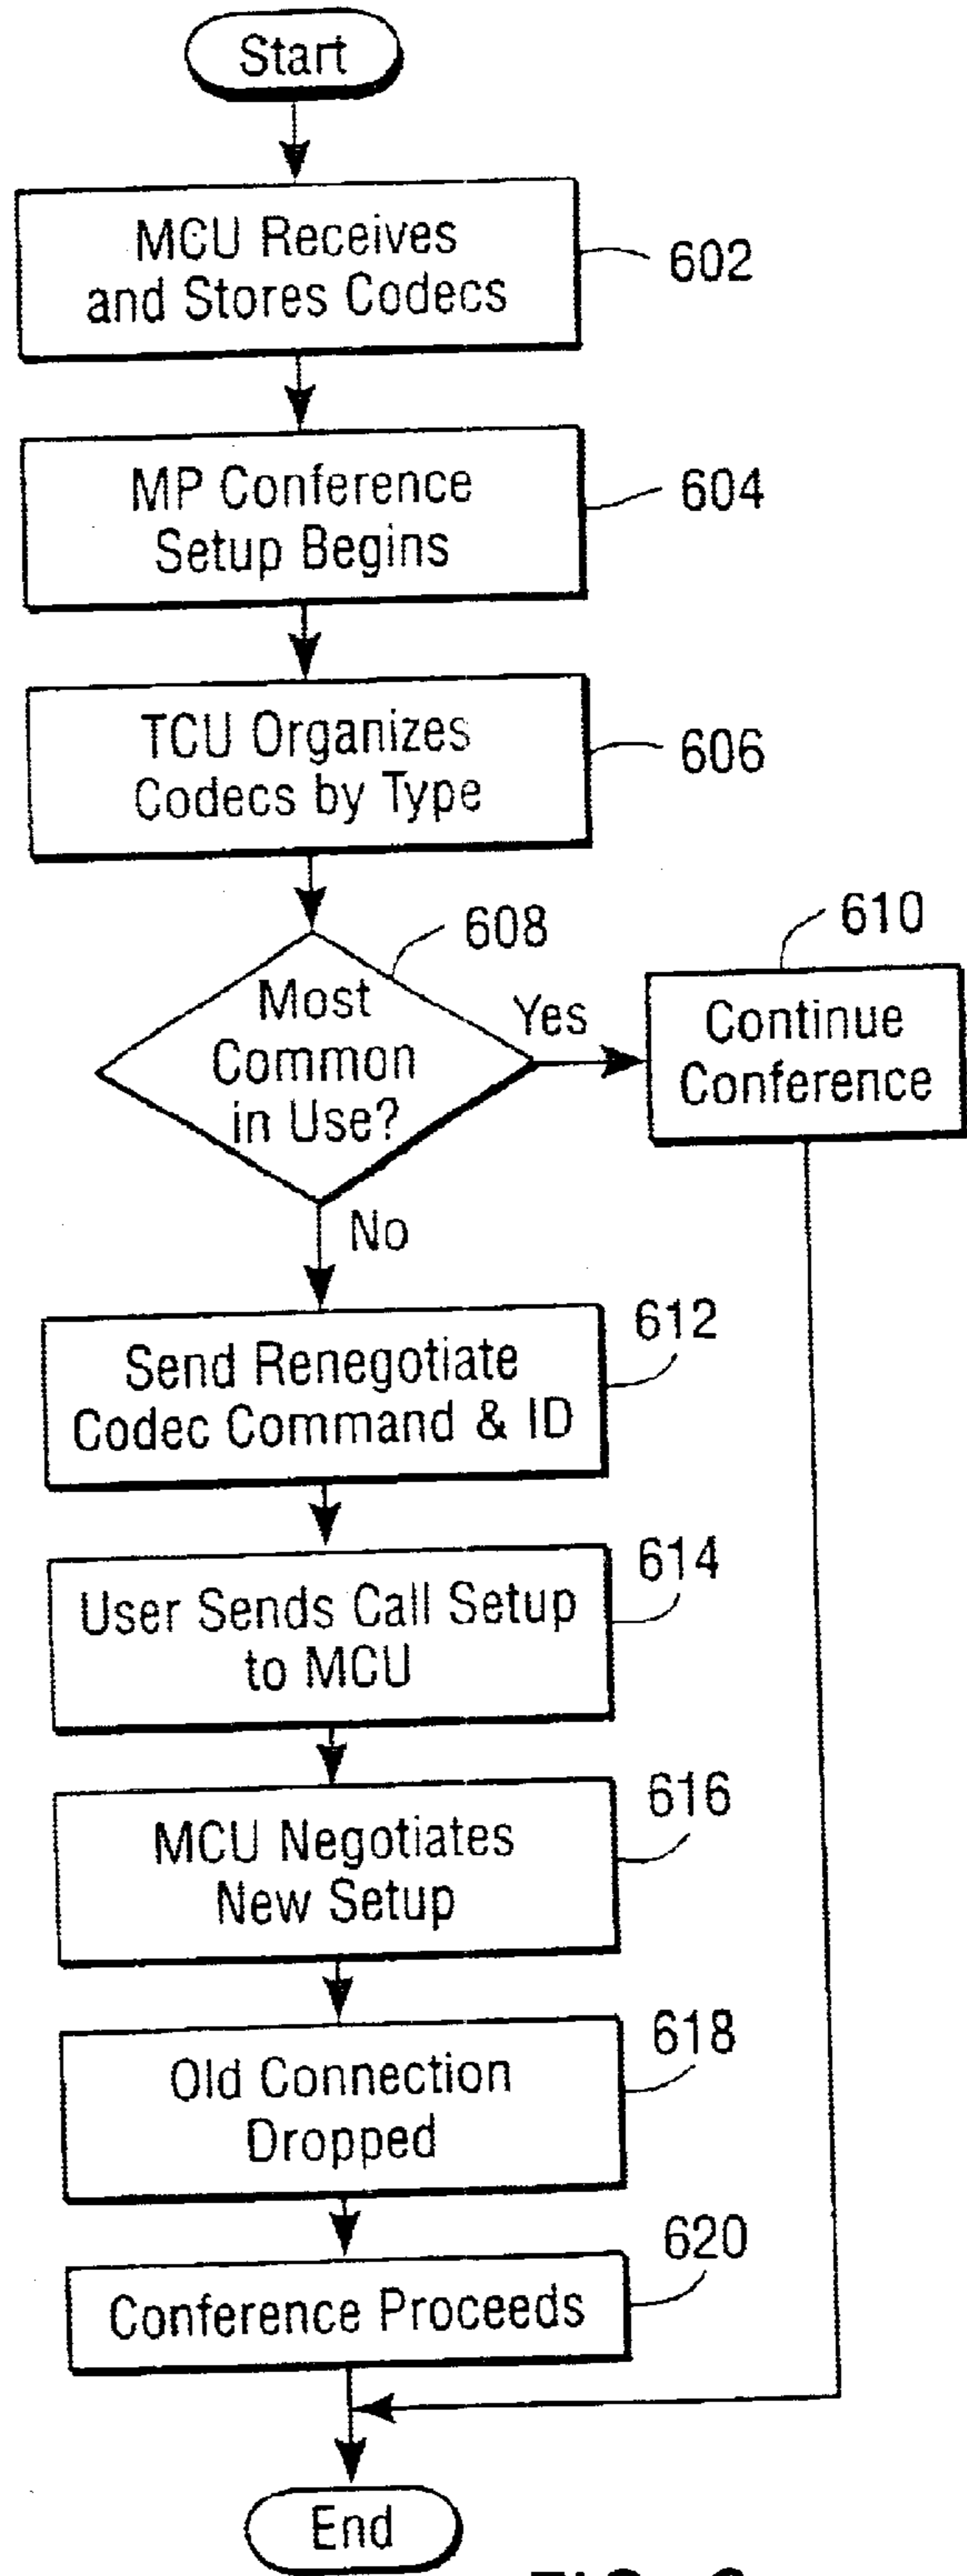 Start
MCU Receives
and Stores Codecs
602
MP Conference
Setup Begins
604
TCU Organizes
Codecs by Type
606
608
Most
Common
in Use?
Yes
610
Continue
Conference
No
612
Send Renegotiate
Codec Command & ID
614
User Sends Call Setup
to MCU
616
MCU Negotiates
New Setup
618
Old Connection
Dropped
620
Conference Proceeds
End